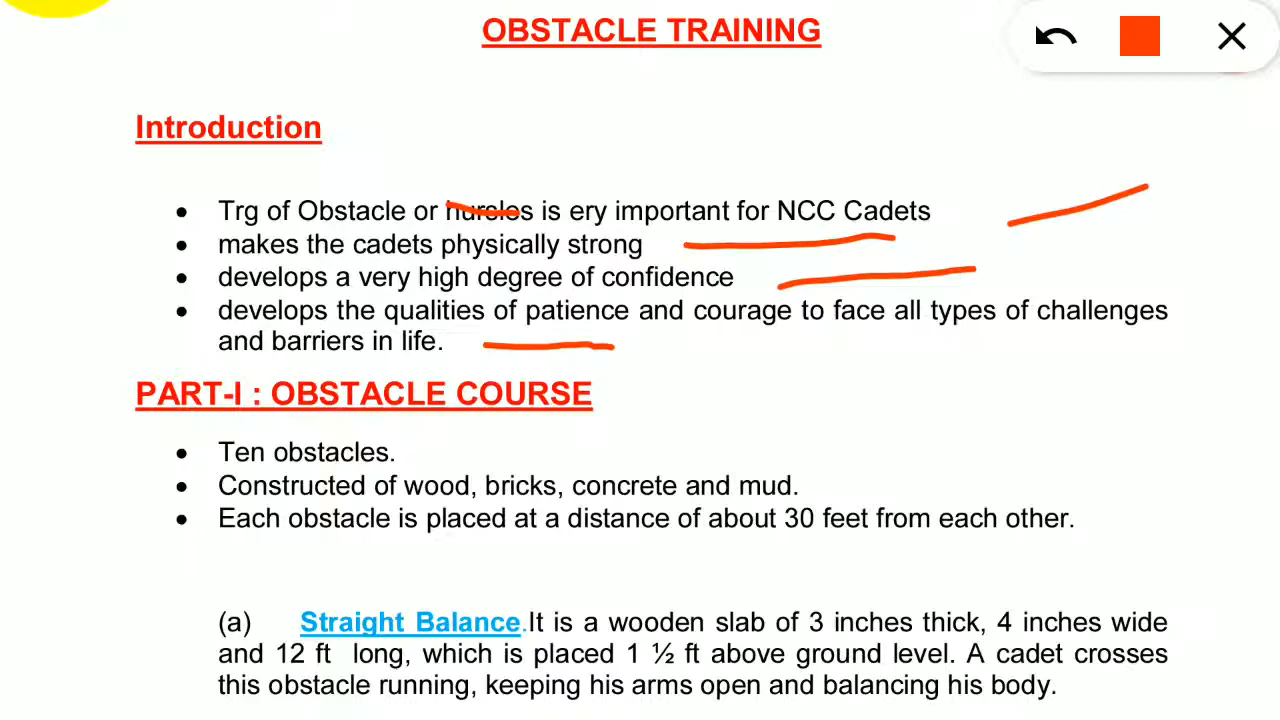 OBSTACLE TRAINING
Introduction
• Trg of Obstacle or hurdles is ery important for NCC Cadets
• makes the cadets physically strong
• develops a very high degree of confidence
• develops the qualities of patience and courage to face all types of challenges
and barriers in life.
PART-I : OBSTACLE COURSE
• Ten obstacles.
• Constructed of wood, bricks, concrete and mud.
• Each obstacle is placed at a distance of about 30 feet from each other.
(a) Straight Balance.It is a wooden slab of 3 inches thick, 4 inches wide
and 12 ft long, which is placed 1 ½ ft above ground level. A cadet crosses
this obstacle running, keeping his arms open and balancing his body.